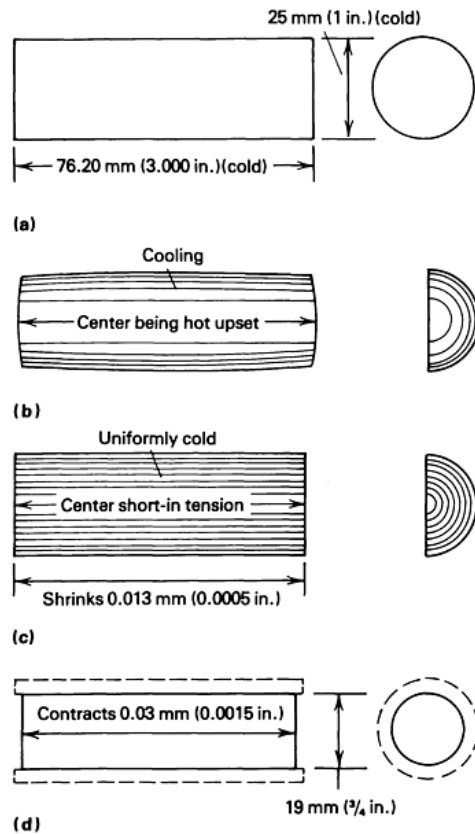 25 mm (1 in.)(cold)
76.20 mm (3.000 in.)(cold)
(a)
Cooling
Center being hot upset
(b)
Uniformly cold
Center short-in tension
Shrinks 0.013 mm (0.0005 in.)
(c)
Contracts 0.03 mm (0.0015 in.)
19 mm (¾ in.)
(d)